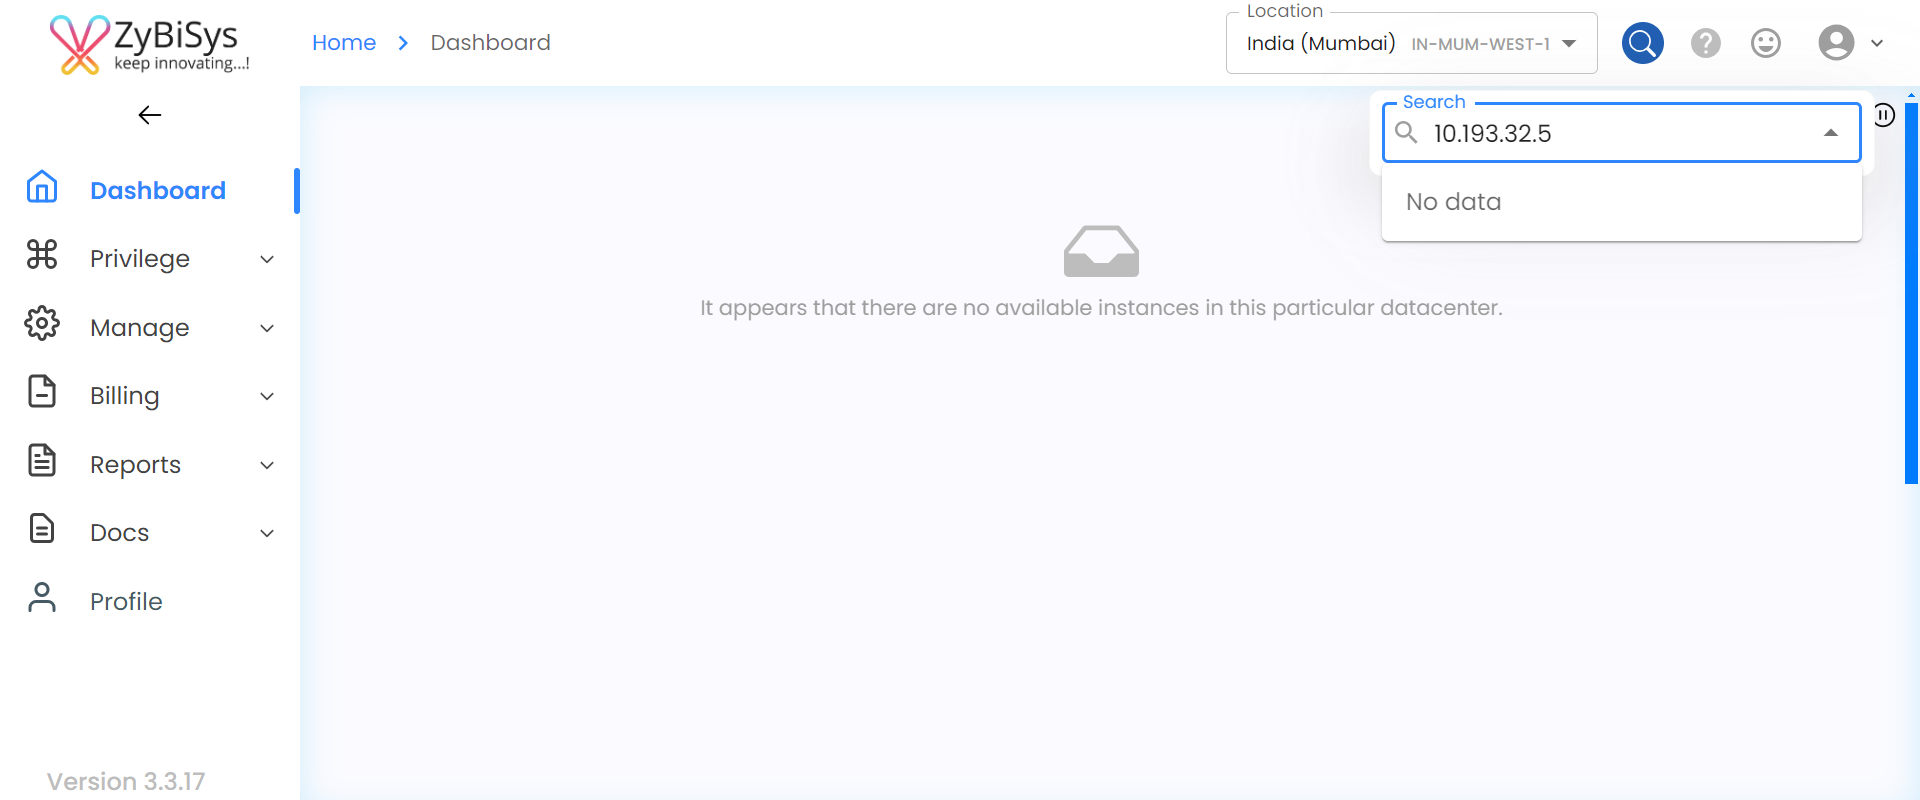 ZyBiSys
keep innovating...!
Home
Dashboard
Location
India (Mumbai) IN-MUM-WEST-1
Search
10.193.32.5
No data
Dashboard
Privilege
Manage
Billing
Reports
Docs
Profile
It appears that there are no available instances in this particular datacenter.
Version 3.3.17